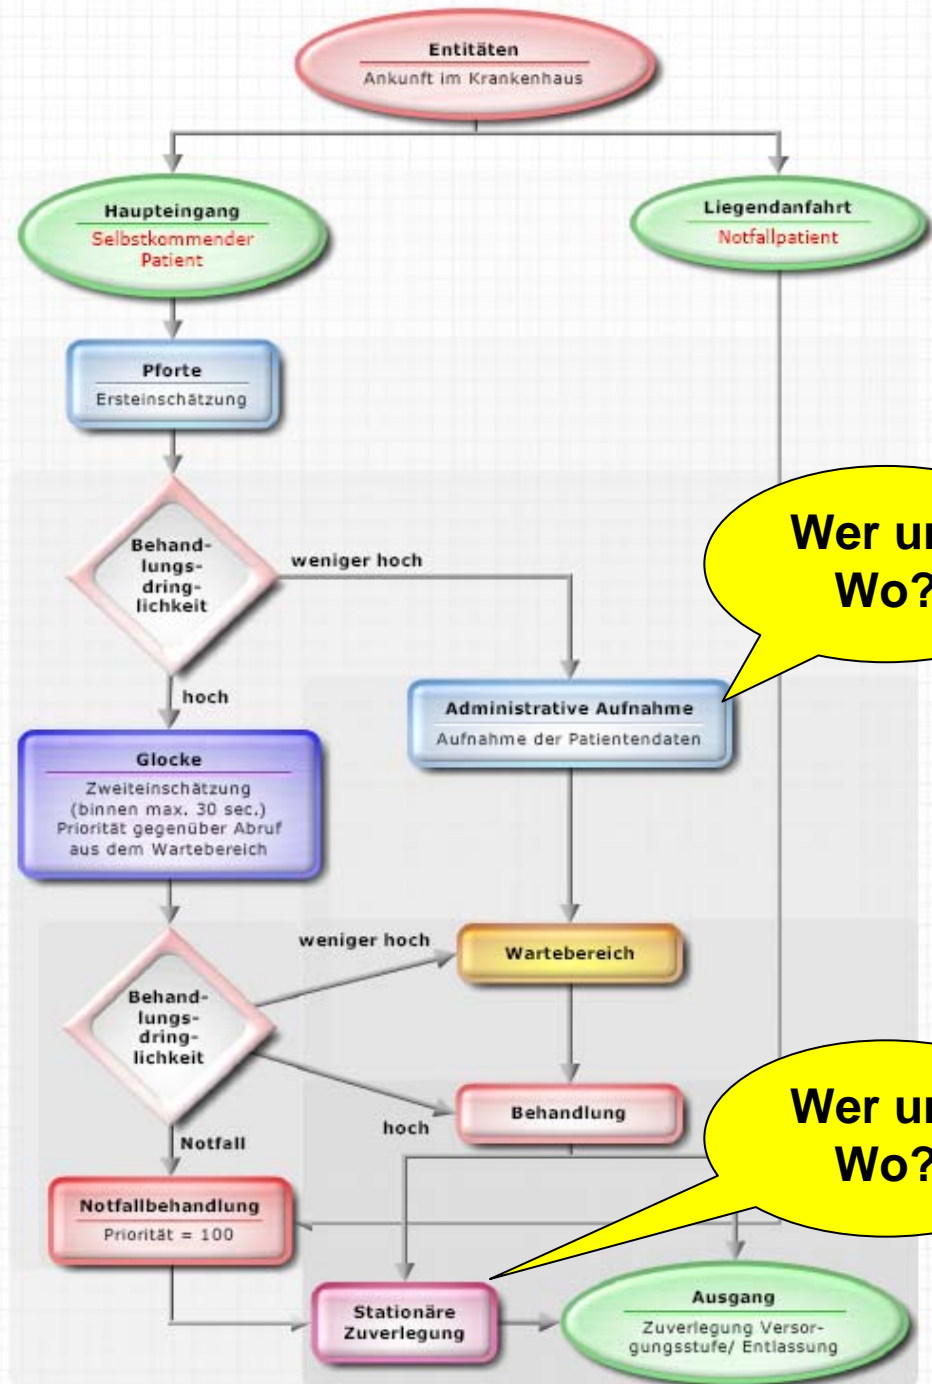 Entitäten
Ankunft im Krankenhaus
Haupteingang
Selbstkommender
Patient
Liegendanfahrt
Notfallpatient
Pforte
Ersteinschätzung
Behand-
lungs-
dring-
lichkeit
weniger hoch
Wer
Wo?
hoch
Administrative Aufnahme
Aufnahme der Patientendaten
Glocke
Zweiteinschätzung
(binnen max. 30 sec.)
Priorität gegenüber Abruf
aus dem Wartebereich
weniger hoch
Wartebereich
Behand-
lungs-
dring-
lichkeit
Behandlung
hoch
Wer
Wo?
Notfall
Notfallbehandlung
Priorität = 100
Stationäre
Zuverlegung
Ausgang
Zuverlegung Versor-
gungsstufe/ Entlassung